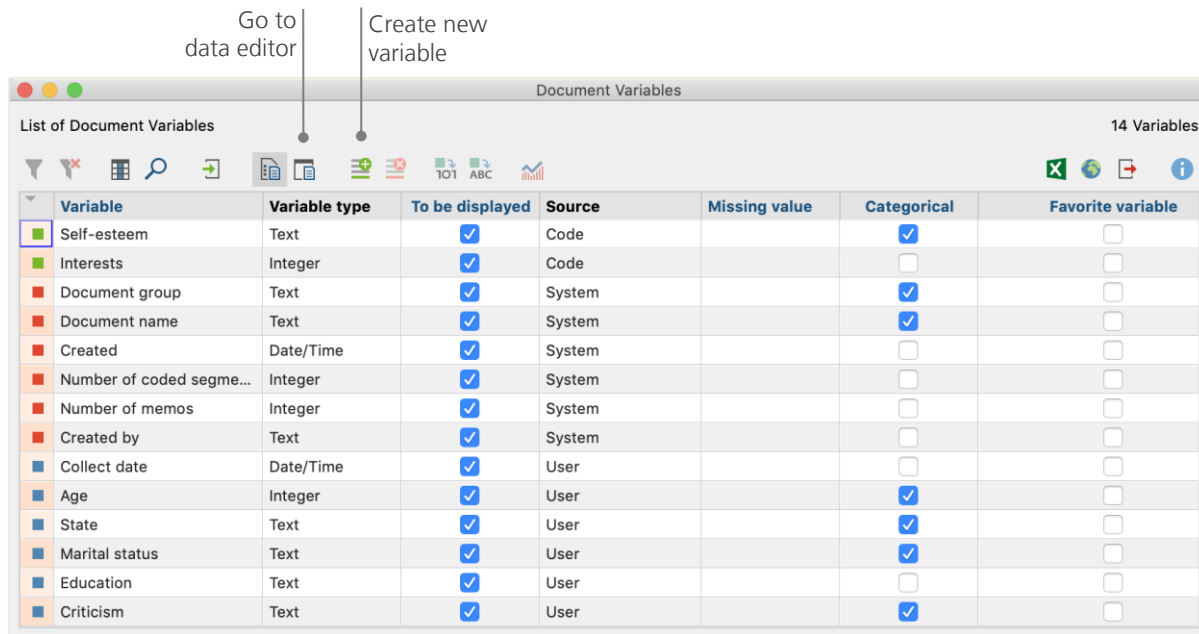 Go to
data editor
Create new
variable
Document Variables
List of Document Variables 14 Variables
101 ABC
Variable Variable type To be displayed Source Missing value Categorical Favorite variable
Self-esteem Text Code
Interests Integer Code
Document group Text System
Document name Text System
Created Date/Time System
Number of coded segme... Integer System
Number of memos Integer System
Created by Text System
Collect date Date/Time User
Age Integer User
State Text User
Marital status Text User
Education Text User
Criticism Text User